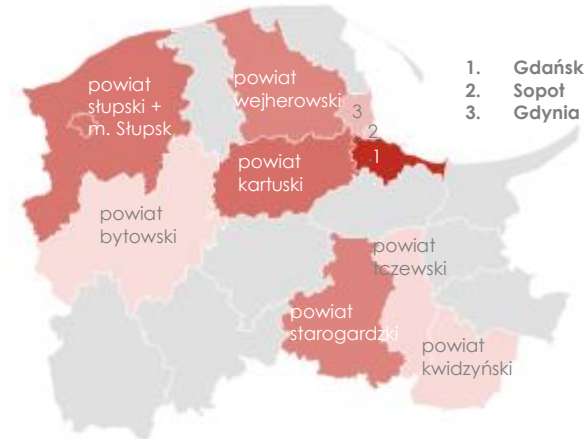 powiat
słupski +
m. Słupsk
powiat
wejherowski
1. Gdańsk
2. Sopot
3. Gdynia
3
2
1
powiat
kartuski
powiat
bytowski
powiat
tczewski
powiat
starogardzki
powiat
kwidzyński